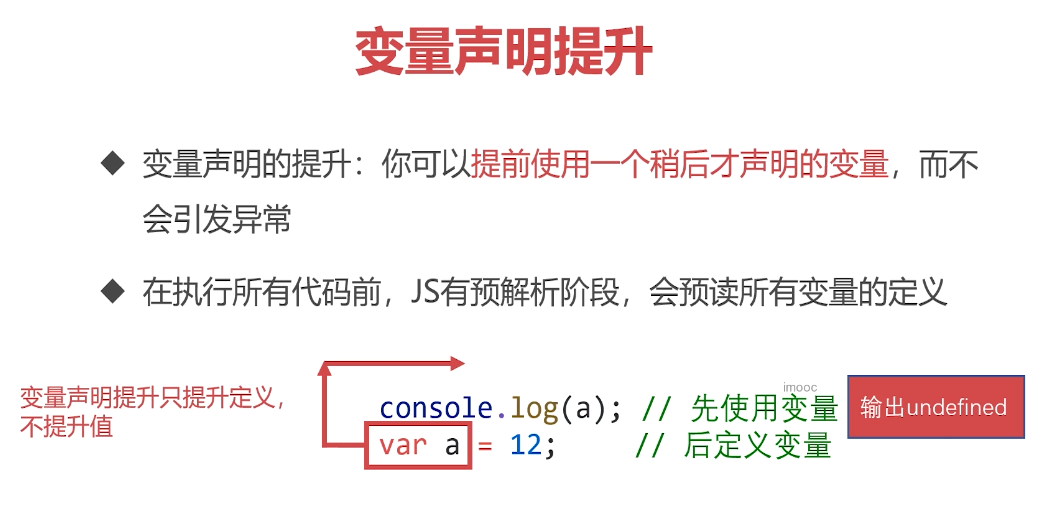 变量声明提升
变量声明的提升：你可以提前使用一个稍后才声明的变量，而不
会引发异常
在执行所有代码前，JS有预解析阶段，会预读所有变量的定义
变量声明提升只提升定义，
不提升值
imooc
console.log(a); // 先使用变量
输出undefined
var a = 12; // 后定义变量